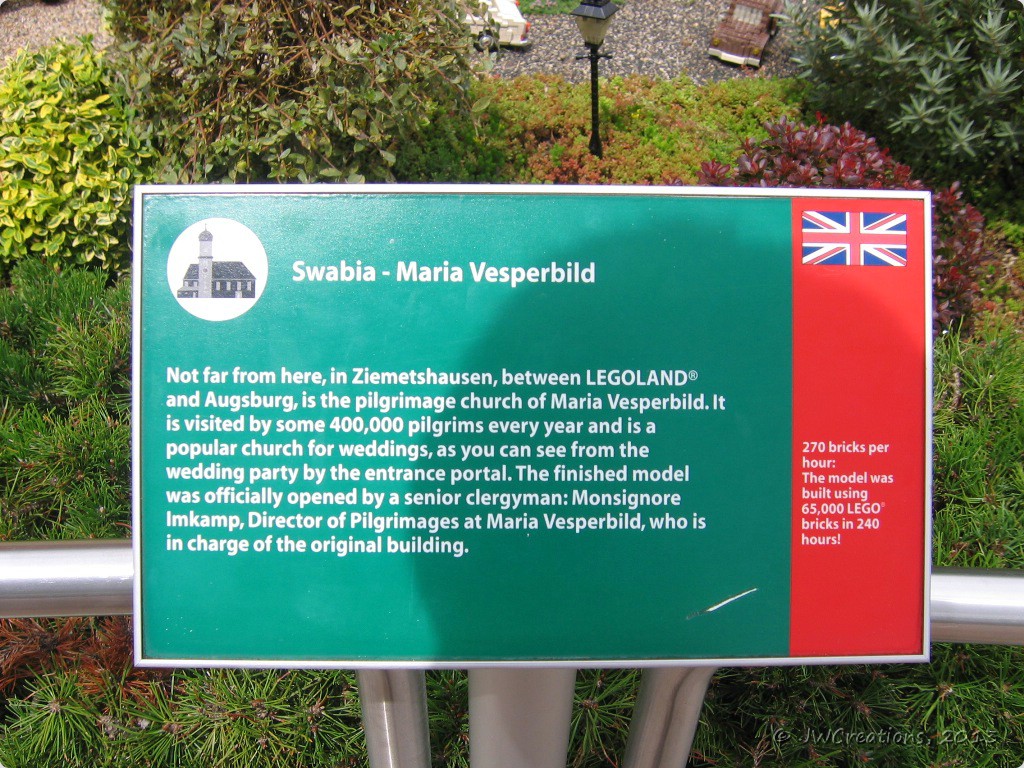 Swabia - Maria Vesperbild
Not far from here, in Ziemetshausen, between LEGOLAND®
and Augsburg, is the pilgrimage church of Maria Vesperbild. It
is visited by some 400,000 pilgrims every year and is a
popular church for weddings, as you can see from the
wedding party by the entrance portal. The finished model
was officially opened by a senior clergyman: Monsignore
Imkamp, Director of Pilgrimages at Maria Vesperbild, who is
in charge of the original building.
270 bricks per
hour:
The model was
built using
65,000 LEGO®
bricks in 240
hours!
© JWCreations, 2013